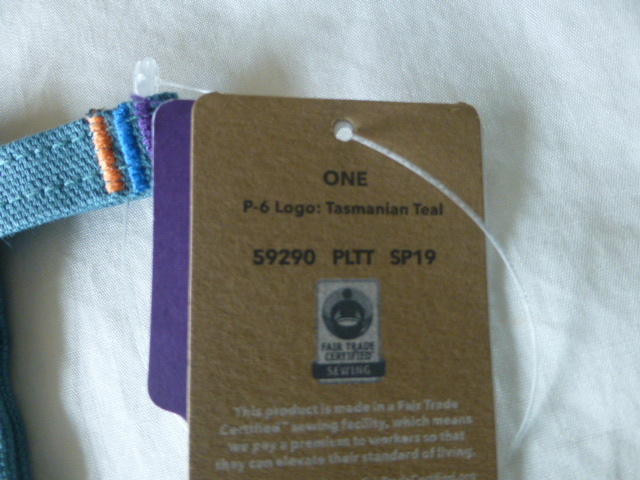 ONE
P-6 Logo: Tasmanian Teal
59290 PLTT SP19
FAIR TRADE
CERTIFIED
SEWING
This product is made in a Fair Trade
Certified™ sewing facility, which means
we pay a premium to workers so that
they can elevate their standard of living.